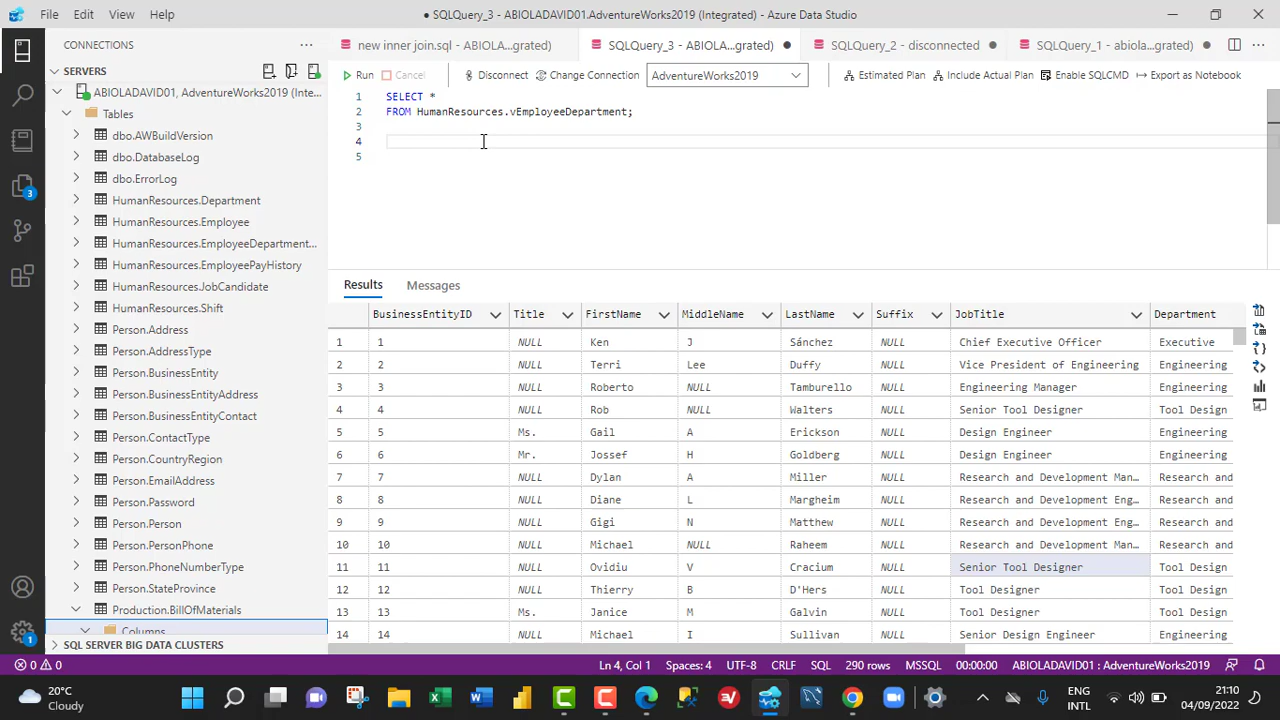 File Edit View Help
● SQLQuery_3 - ABIOLADAVID01.AdventureWorks2019 (Integrated) - Azure Data Studio
CONNECTIONS
new inner join.sql - ABIOLA...grated)
SQLQuery_3 - ABIOLA...grated) ●
SQLQuery_2 - disconnected ●
SQLQuery_1 - abiola...grated) ●
SERVERS
Run Cancel Disconnect Change Connection AdventureWorks2019 Estimated Plan Include Actual Plan Enable SQLCMD Export as Notebook
ABIOLADAVID01, AdventureWorks2019 (Inte...
Tables
dbo.AWBuildVersion
dbo.DatabaseLog
dbo.ErrorLog
HumanResources.Department
HumanResources.Employee
HumanResources.EmployeeDepartment...
HumanResources.EmployeePayHistory
HumanResources.JobCandidate
HumanResources.Shift
Person.Address
Person.AddressType
Person.BusinessEntity
Person.BusinessEntityAddress
Person.BusinessEntityContact
Person.ContactType
Person.CountryRegion
Person.EmailAddress
Person.Password
Person.Person
Person.PersonPhone
Person.PhoneNumberType
Person.StateProvince
Production.BillOfMaterials
Columns
SQL SERVER BIG DATA CLUSTERS
3
1
1 SELECT *
2 FROM HumanResources.vEmployeeDepartment;
3
4
5
Results Messages
BusinessEntityID Title FirstName MiddleName LastName Suffix JobTitle Department
1 1 NULL Ken J Sánchez NULL Chief Executive Officer Executive
2 2 NULL Terri Lee Duffy NULL Vice President of Engineering Engineering
3 3 NULL Roberto NULL Tamburello NULL Engineering Manager Engineering
4 4 NULL Rob NULL Walters NULL Senior Tool Designer Tool Design
5 5 Ms. Gail A Erickson NULL Design Engineer Engineering
6 6 Mr. Jossef H Goldberg NULL Design Engineer Engineering
7 7 NULL Dylan A Miller NULL Research and Development Man… Research and
8 8 NULL Diane L Margheim NULL Research and Development Eng… Research and
9 9 NULL Gigi N Matthew NULL Research and Development Eng… Research and
10 10 NULL Michael NULL Raheem NULL Research and Development Man… Research and
11 11 NULL Ovidiu V Cracium NULL Senior Tool Designer Tool Design
12 12 NULL Thierry B D'Hers NULL Tool Designer Tool Design
13 13 Ms. Janice M Galvin NULL Tool Designer Tool Design
14 14 NULL Michael I Sullivan NULL Senior Design Engineer Engineering
0 0 Ln 4, Col 1 Spaces: 4 UTF-8 CRLF SQL 290 rows MSSQL 00:00:00 ABIOLADAVID01 : AdventureWorks2019
20°C
Cloudy
ENG
INTL
21:10
04/09/2022